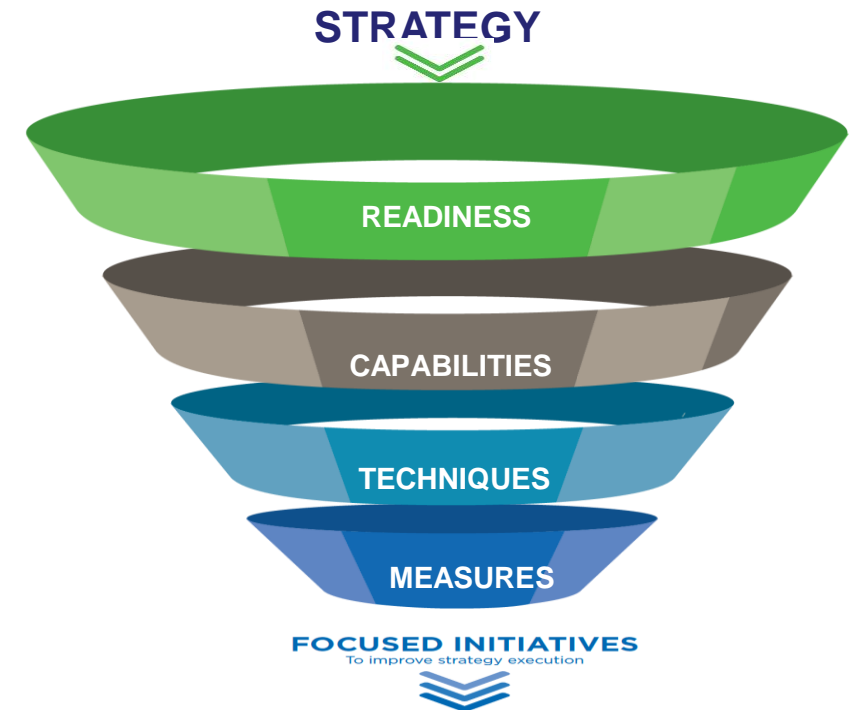 STRATEGY
READINESS
CAPABILITIES
TECHNIQUES
MEASURES
FOCUSED INITIATIVES
To improve strategy execution